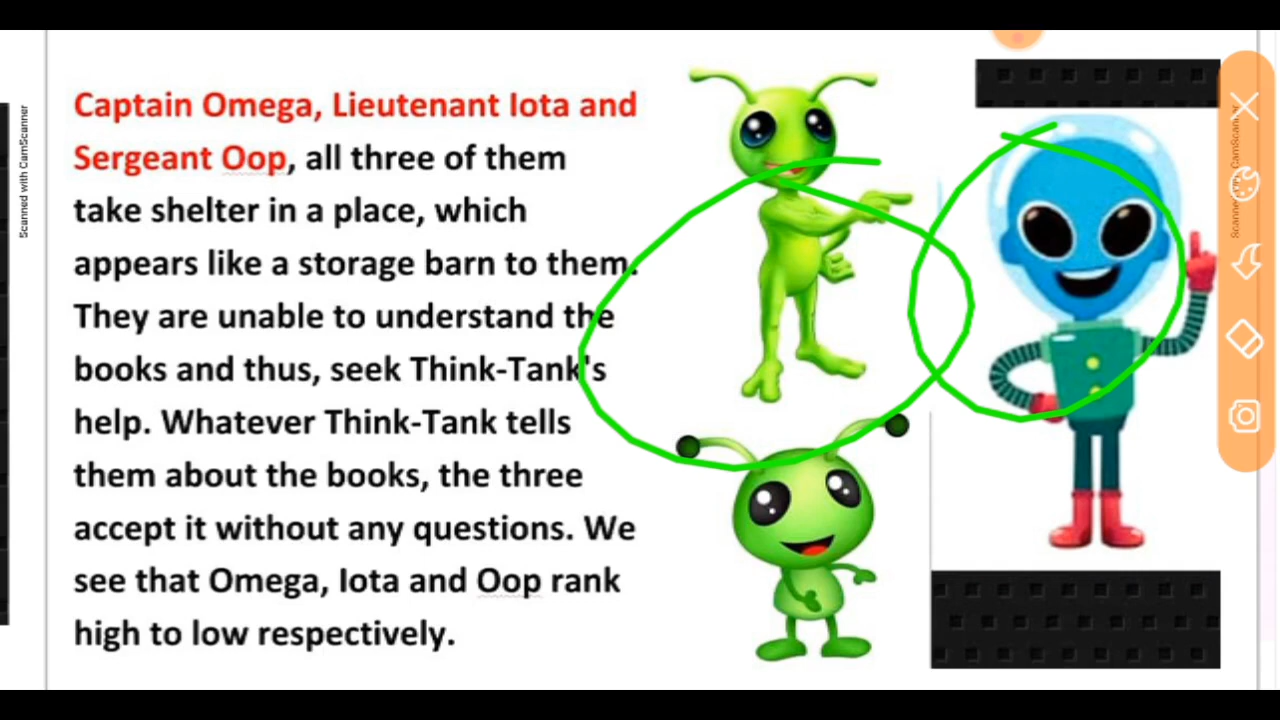 Scanned with CamScanner
Captain Omega, Lieutenant Iota and
Sergeant Oop, all three of them
take shelter in a place, which
appears like a storage barn to them.
They are unable to understand the
books and thus, seek Think-Tank's
help. Whatever Think-Tank tells
them about the books, the three
accept it without any questions. We
see that Omega, Iota and Oop rank
high to low respectively.
Scanned with CamScanner